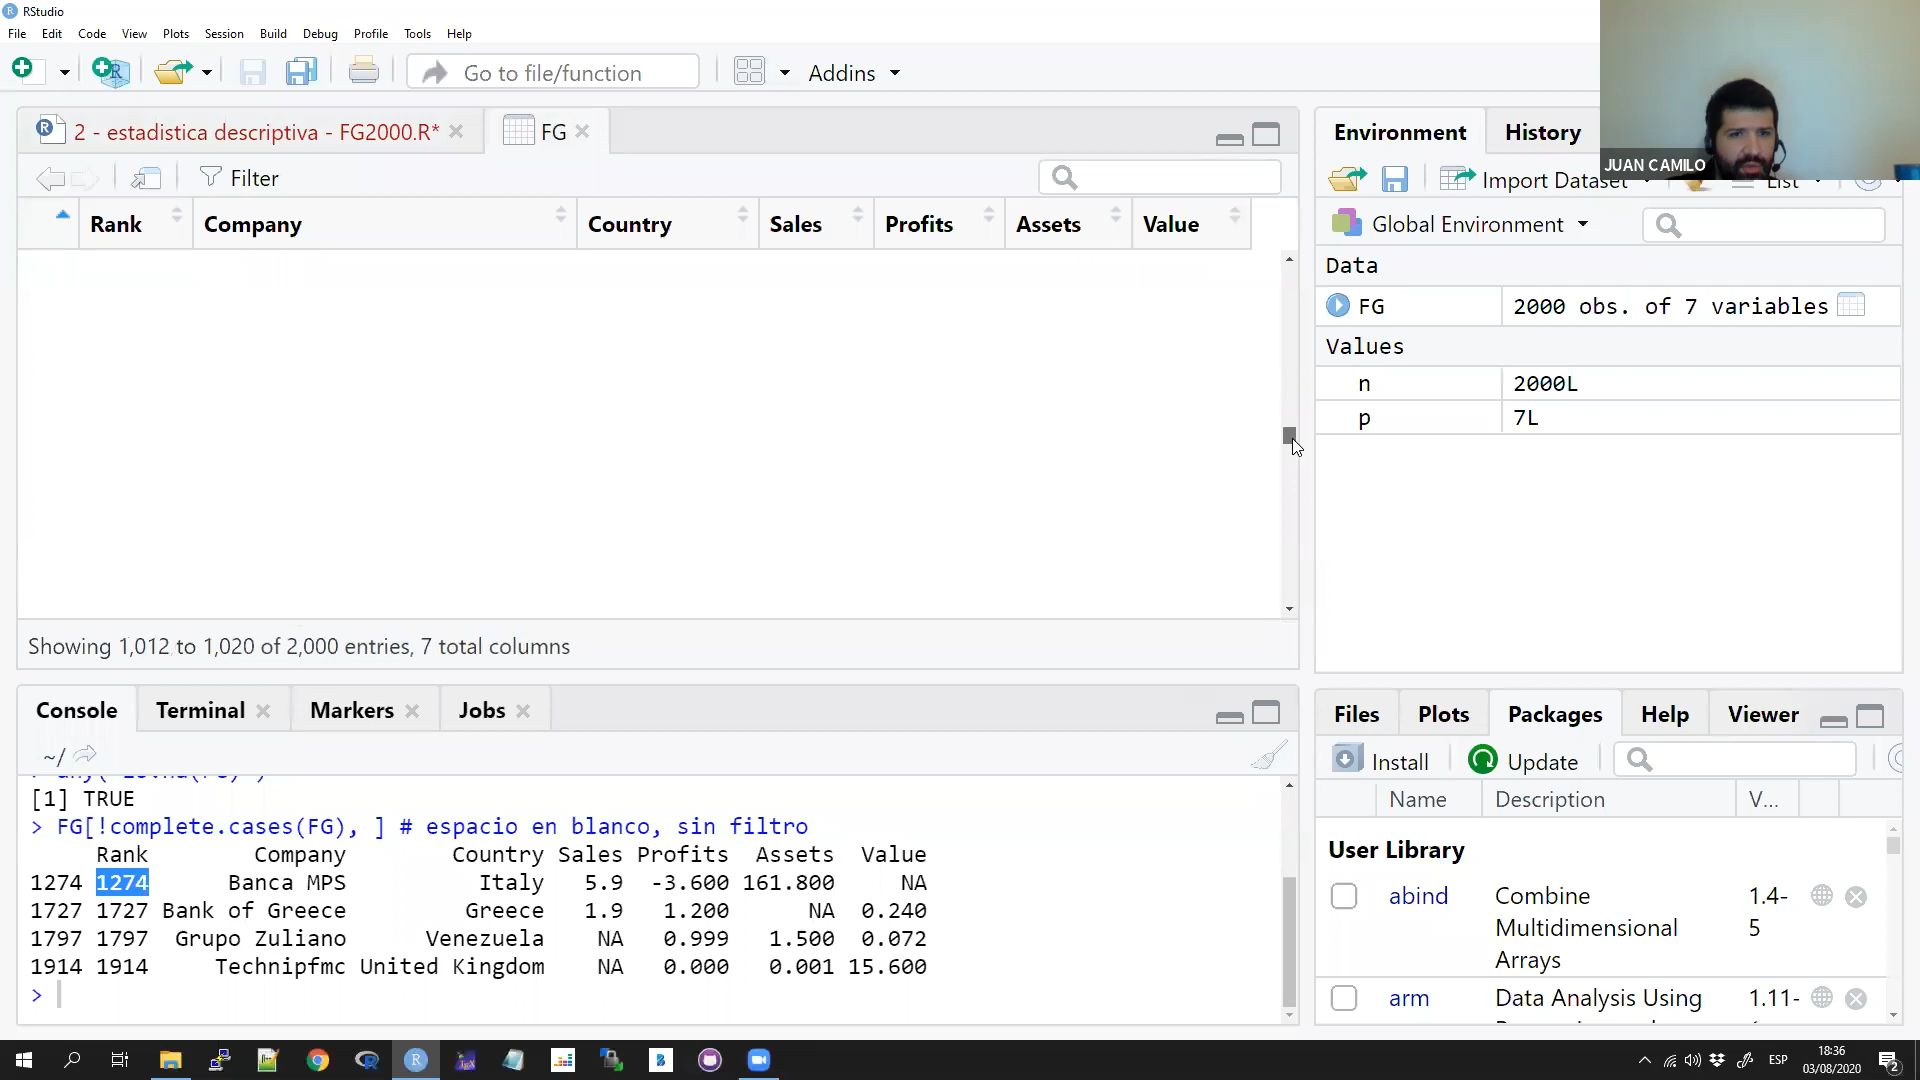 RStudio
File Edit Code View Plots Session Build Debug Profile Tools Help
Go to file/function Addins
2 - estadistica descriptiva - FG2000.R* FG
Filter
Rank Company Country Sales Profits Assets Value
Showing 1,012 to 1,020 of 2,000 entries, 7 total columns
Environment History
JUAN CAMILO
Import Dataset List
Global Environment
Data
FG 2000 obs. of 7 variables
Values
n 2000L
p 7L
Console Terminal Markers Jobs
~/
[1] TRUE
> FG[!complete.cases(FG), ] # espacio en blanco, sin filtro
Rank Company Country Sales Profits Assets Value
1274 1274 Banca MPS Italy 5.9 -3.600 161.800 NA
1727 1727 Bank of Greece Greece 1.9 1.200 NA 0.240
1797 1797 Grupo Zuliano Venezuela NA 0.999 1.500 0.072
1914 1914 Technipfmc United Kingdom NA 0.000 0.001 15.600
>
Files Plots Packages Help Viewer
Install Update
Name Description V...
User Library
abind Combine Multidimensional Arrays 1.4-5
arm Data Analysis Using 1.11-
ESP
18:36
03/08/2020
2